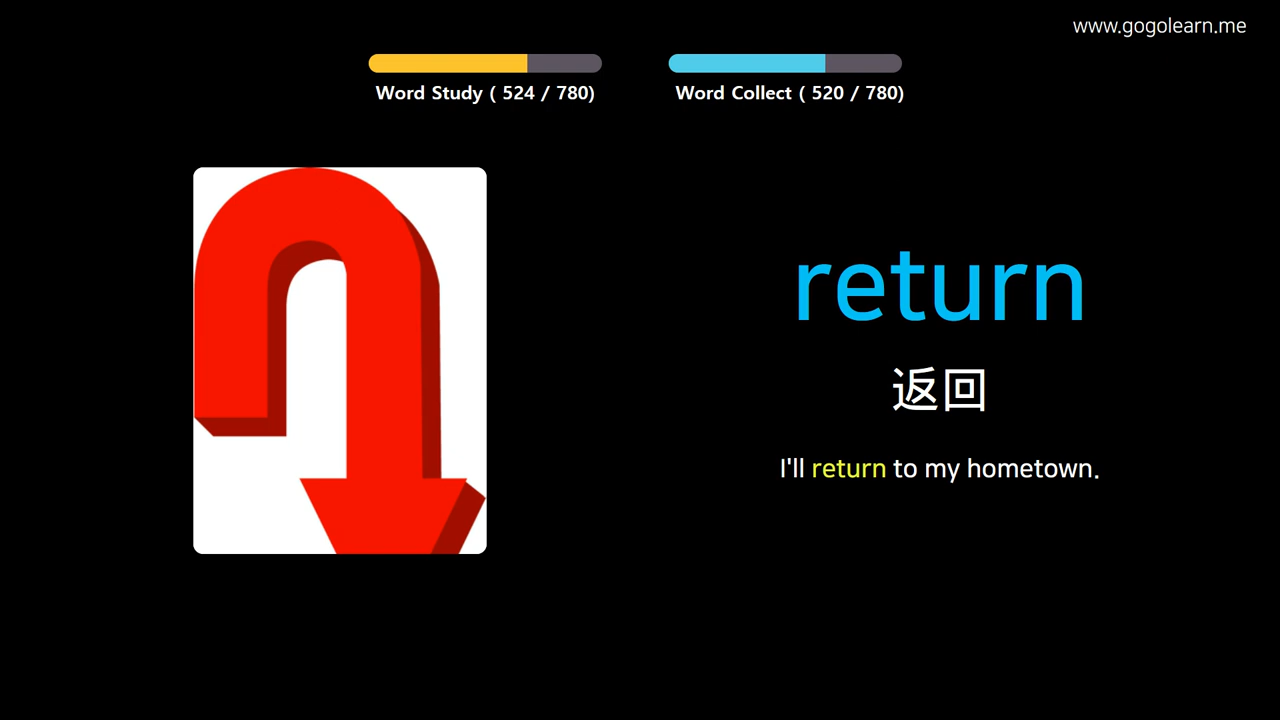 www.gogolearn.me
Word Study ( 524 / 780)
Word Collect ( 520 / 780)
return
返回
I'll return to my hometown.